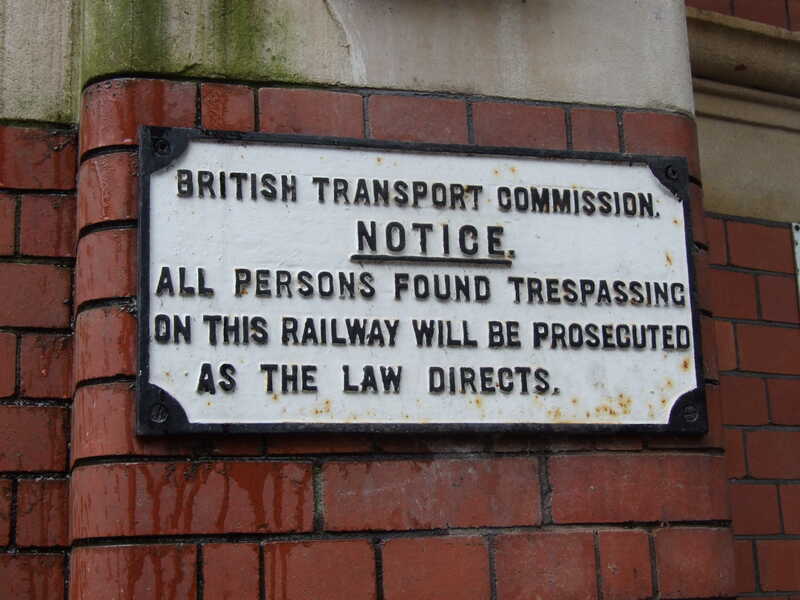 BRITISH TRANSPORT COMMISSION.
NOTICE.
ALL PERSONS FOUND TRESPASSING
ON THIS RAILWAY WILL BE PROSECUTED
AS THE LAW DIRECTS.